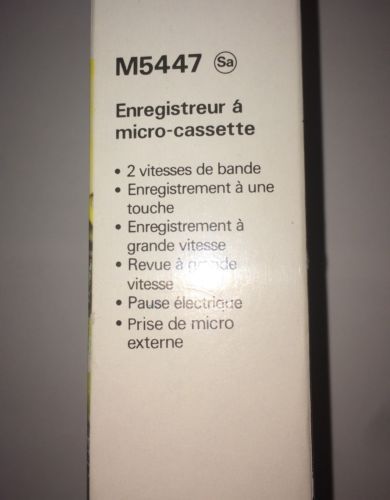 M5447 Sa
Enregistreur á
micro-cassette
• 2 vitesses de bande
• Enregistrement à une
touche
• Enregistrement à
grande vitesse
• Revue à grande
vitesse
• Pause électrique
• Prise de micro
externe